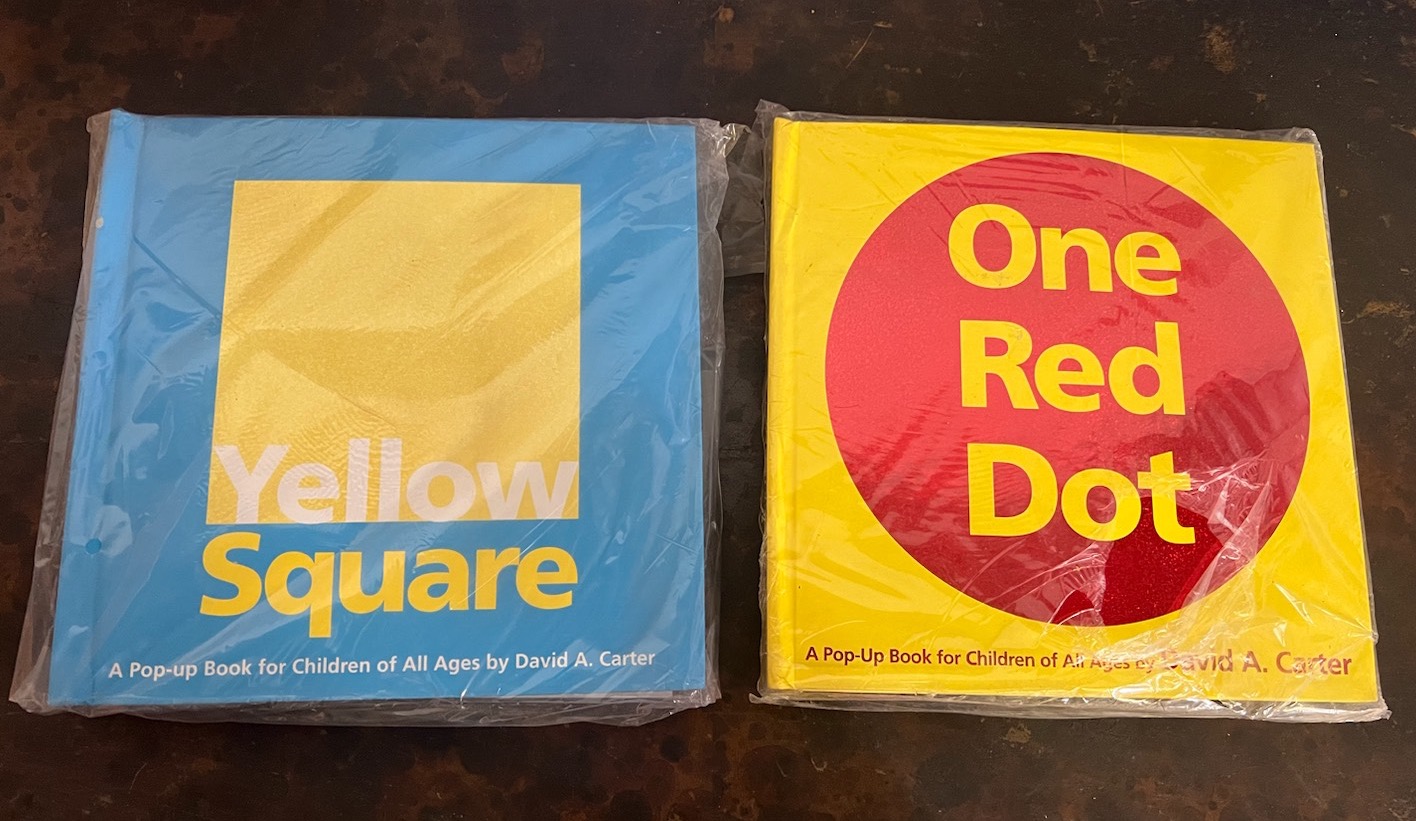 Yellow
Square
A Pop-up Book for Children of All Ages by David A. Carter
One
Red
Dot
A Pop-Up Book for Children of All Ages by David A. Carter